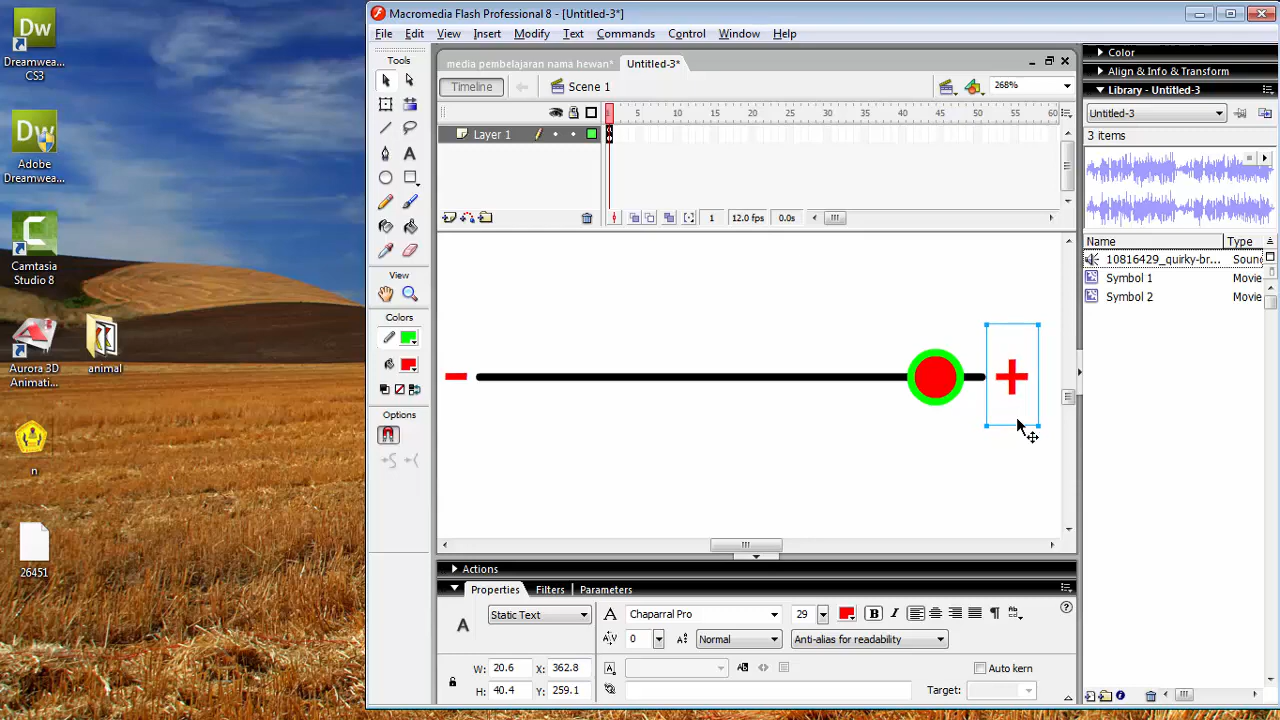 Macromedia Flash Professional 8 - [Untitled-3*]
File Edit View Insert Modify Text Commands Control Window Help
Dreamwea... CS3
Adobe Dreamwea...
Camtasia Studio 8
Aurora 3D Animati...
animal
n
26451
Tools
View
Colors
Options
media pembelajaran nama hewan*
Untitled-3*
Timeline
Scene 1
268%
1 5 10 15 20 25 30 35 40 45 50 55 60
Layer 1
1 12.0 fps 0.0s
− +
Actions
Properties Filters Parameters
A Static Text
A Chaparral Pro 29 B I
0 Normal Anti-alias for readability
W: 20.6 X: 362.8
Auto kern
H: 40.4 Y: 259.1
Target:
Color
Align & Info & Transform
Library - Untitled-3
Untitled-3
3 items
Name Type
10816429_quirky-br... Soun
Symbol 1 Movie
Symbol 2 Movie